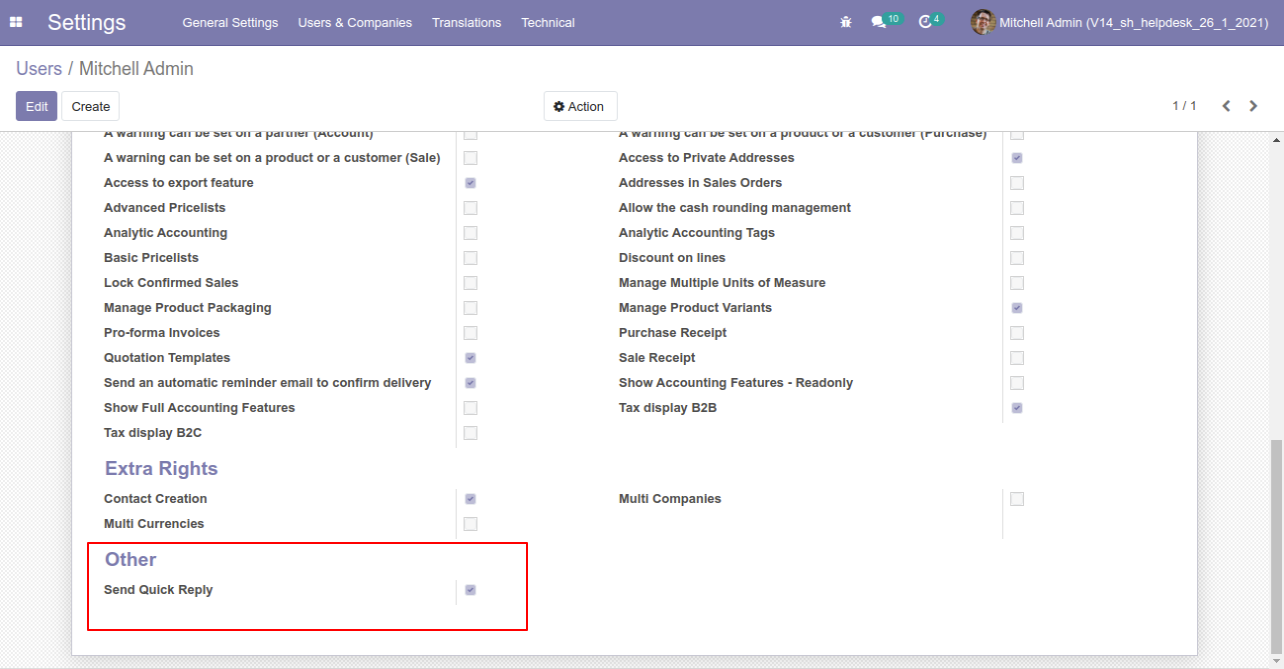 Settings General Settings Users & Companies Translations Technical 10 4 Mitchell Admin (V14_sh_helpdesk_26_1_2021)
Users / Mitchell Admin
Edit Create Action 1 / 1
A warning can be set on a partner (Account) A warning can be set on a product or a customer (Purchase)
A warning can be set on a product or a customer (Sale) Access to Private Addresses
Access to export feature Addresses in Sales Orders
Advanced Pricelists Allow the cash rounding management
Analytic Accounting Analytic Accounting Tags
Basic Pricelists Discount on lines
Lock Confirmed Sales Manage Multiple Units of Measure
Manage Product Packaging Manage Product Variants
Pro-forma Invoices Purchase Receipt
Quotation Templates Sale Receipt
Send an automatic reminder email to confirm delivery Show Accounting Features - Readonly
Show Full Accounting Features Tax display B2B
Tax display B2C
Extra Rights
Contact Creation Multi Companies
Multi Currencies
Other
Send Quick Reply